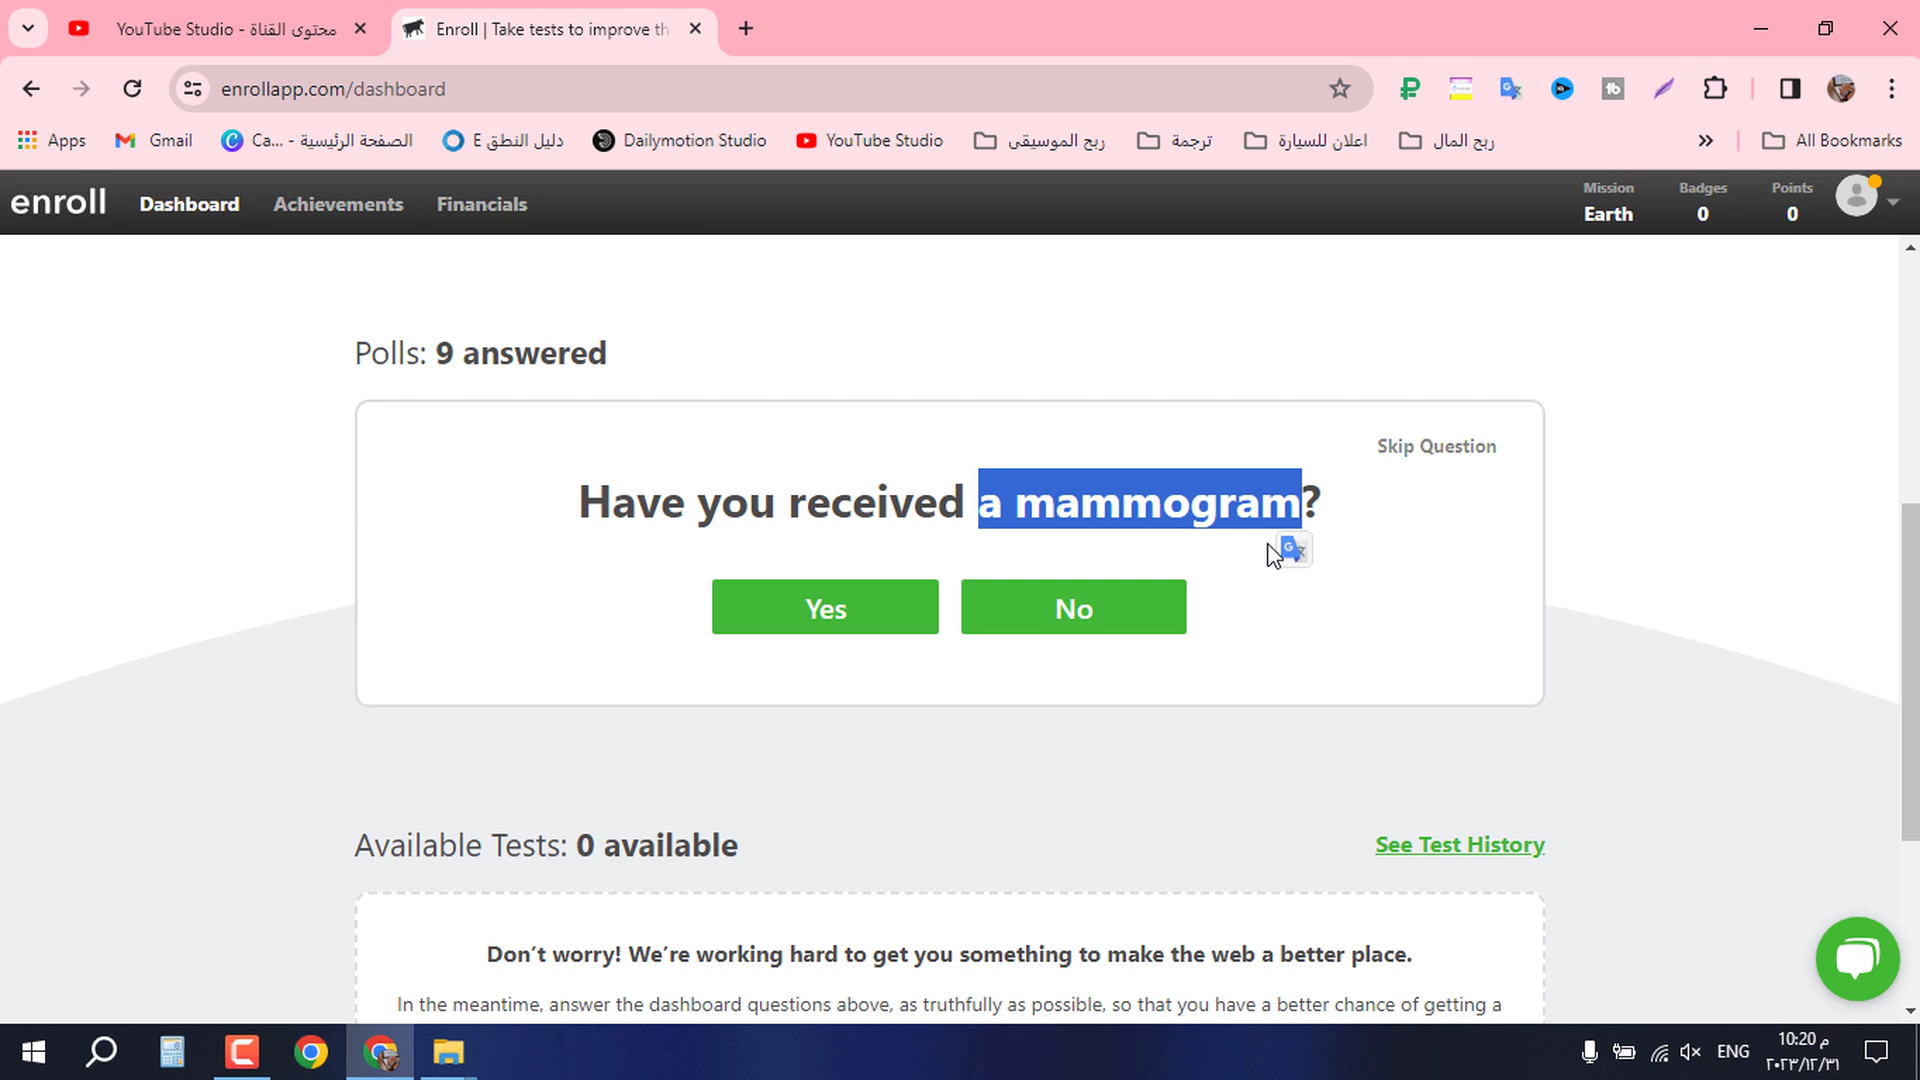 YouTube Studio - محتوى القناة
Enroll | Take tests to improve th
enrollapp.com/dashboard
Apps
Gmail
Ca... - الصفحة الرئيسية
دليل النطق E
Dailymotion Studio
YouTube Studio
ربح الموسيقى
ترجمة
اعلان للسيارة
ربح المال
All Bookmarks
enroll
Dashboard
Achievements
Financials
Mission
Earth
Badges
0
Points
0
Polls: 9 answered
Skip Question
Have you received a mammogram?
Yes
No
Available Tests: 0 available
See Test History
Don’t worry! We’re working hard to get you something to make the web a better place.
In the meantime, answer the dashboard questions above, as truthfully as possible, so that you have a better chance of getting a
ENG
10:20 م
٢٠٢٣/١٢/٣١